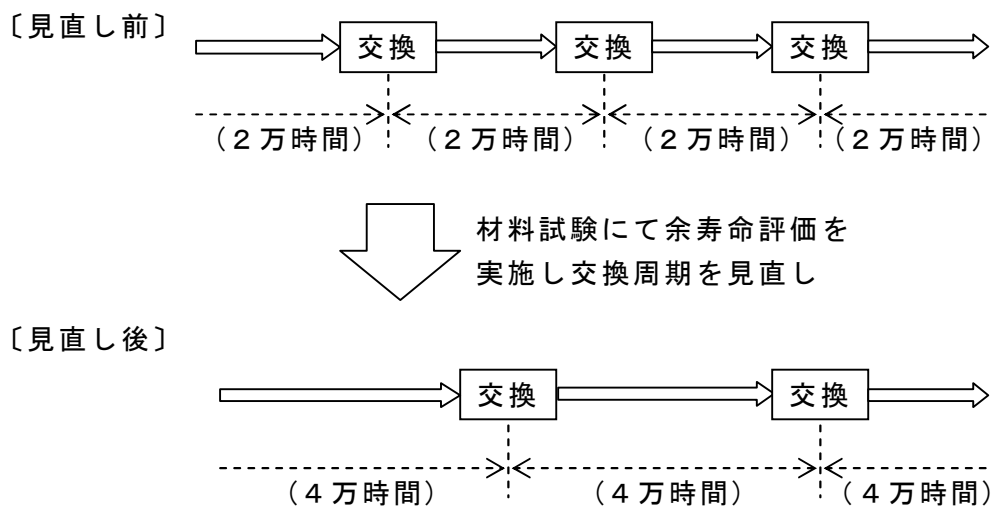 〔見直し前〕
交換 交換 交換
（２万時間） （２万時間） （２万時間） （２万時間）
材料試験にて余寿命評価を
実施し交換周期を見直し
〔見直し後〕
交換 交換
（４万時間） （４万時間） （４万時間）